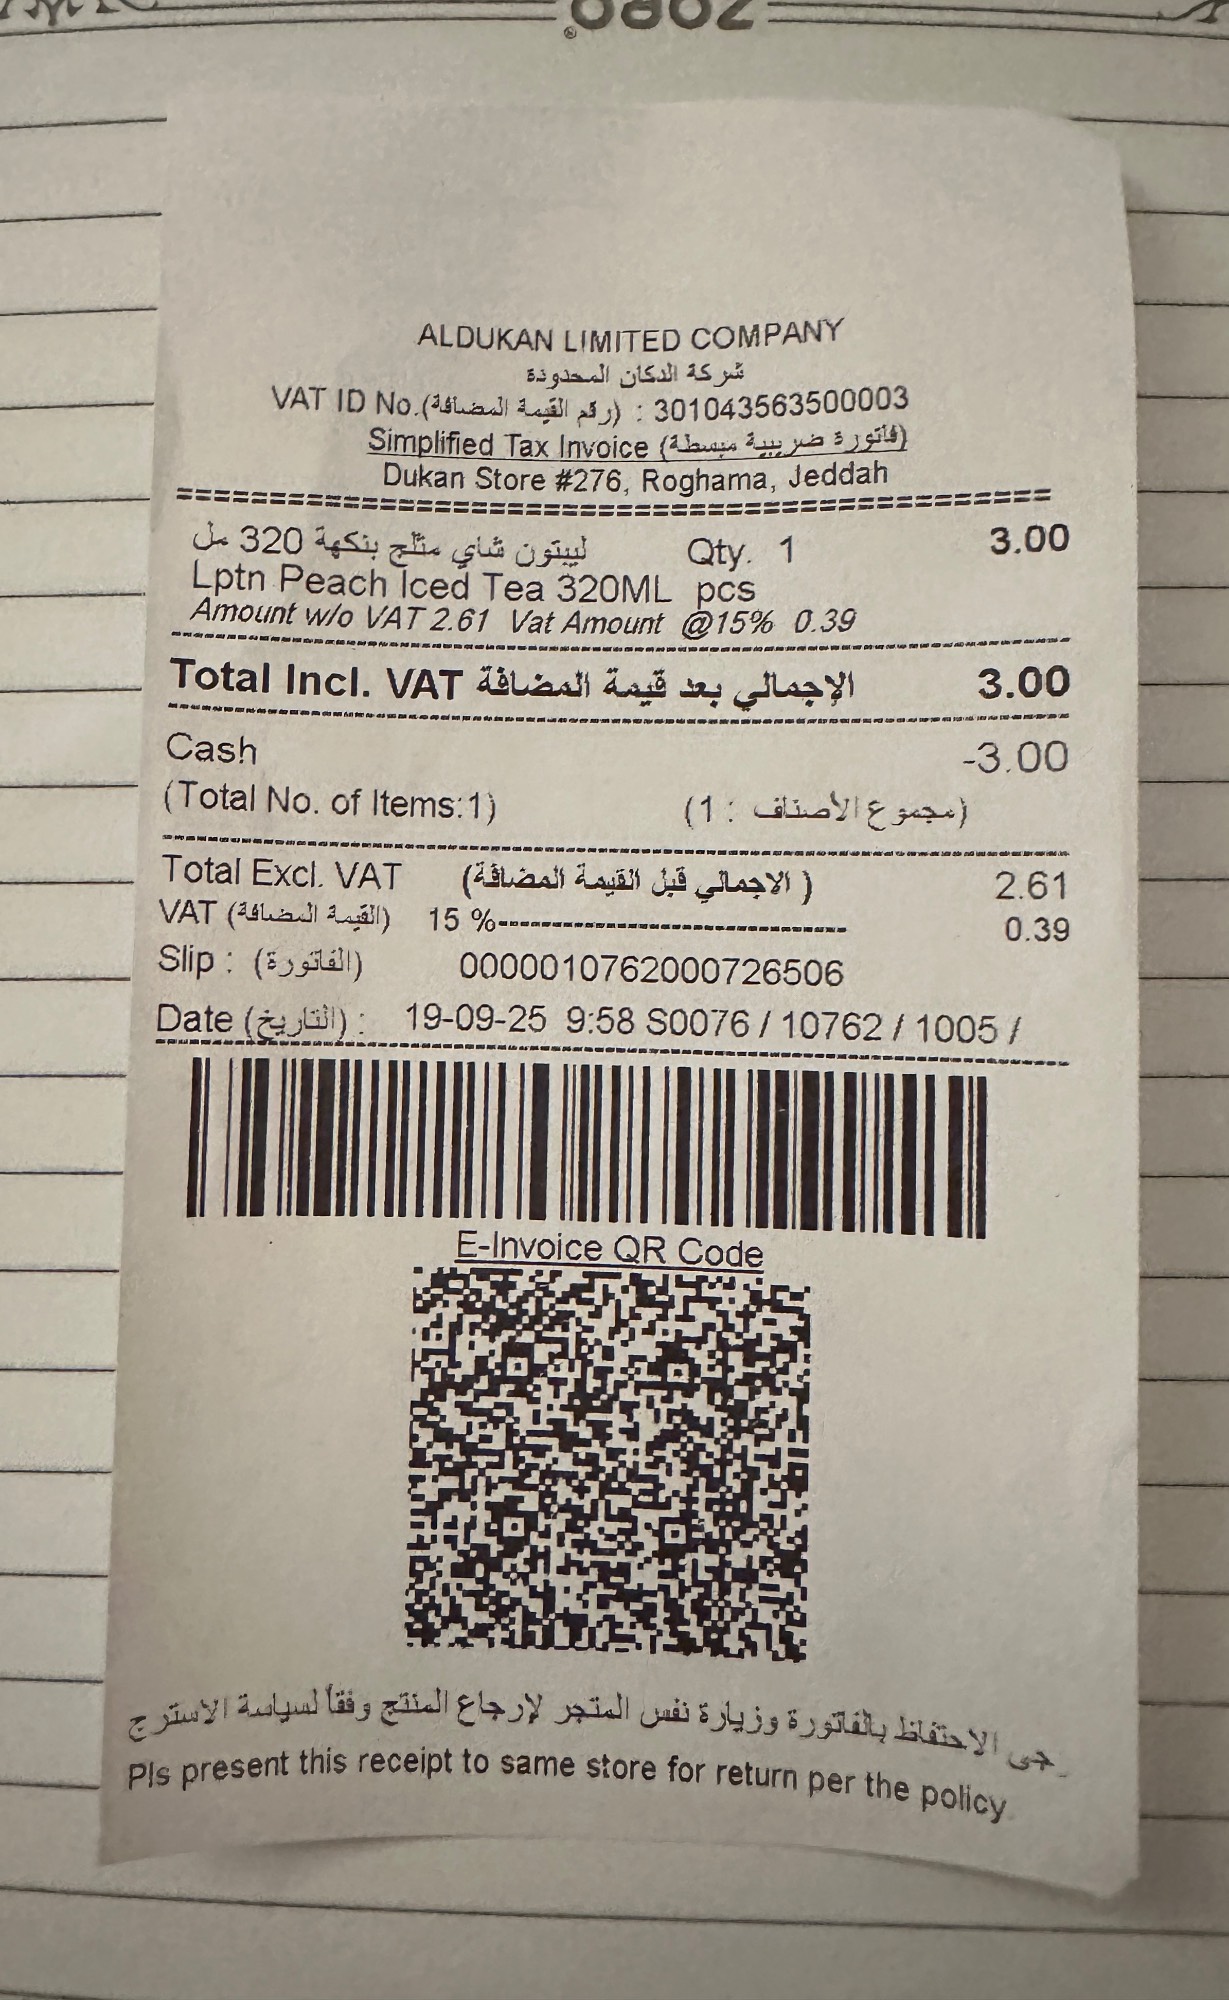 ALDUKAN LIMITED COMPANY
شركة الدكان المحدودة
VAT ID No.(رقم القيمة المضافة) : 301043563500003
Simplified Tax Invoice (فاتورة ضريبية مبسطة)
Dukan Store #276, Roghama, Jeddah
ليبتون شاي مثلج بنكهة 320 مل Qty. 1 3.00
Lptn Peach Iced Tea 320ML pcs
Amount w/o VAT 2.61 Vat Amount @15% 0.39
Total Incl. VAT الإجمالي بعد قيمة المضافة 3.00
Cash -3.00
(Total No. of Items:1) (مجموع الأصناف : 1)
Total Excl. VAT (الاجمالي قبل القيمة المضافة ) 2.61
VAT (القيمة المضافة) 15 %------------------------------ 0.39
Slip : (الفاتورة) 0000010762000726506
Date (التاريخ) : 19-09-25 9:58 S0076 / 10762 / 1005 /
E-Invoice QR Code
جى الاحتفاظ بالفاتورة وزيارة نفس المتجر لإرجاع المنتج وفقا لسياسة الاسترج
Pls present this receipt to same store for return per the policy